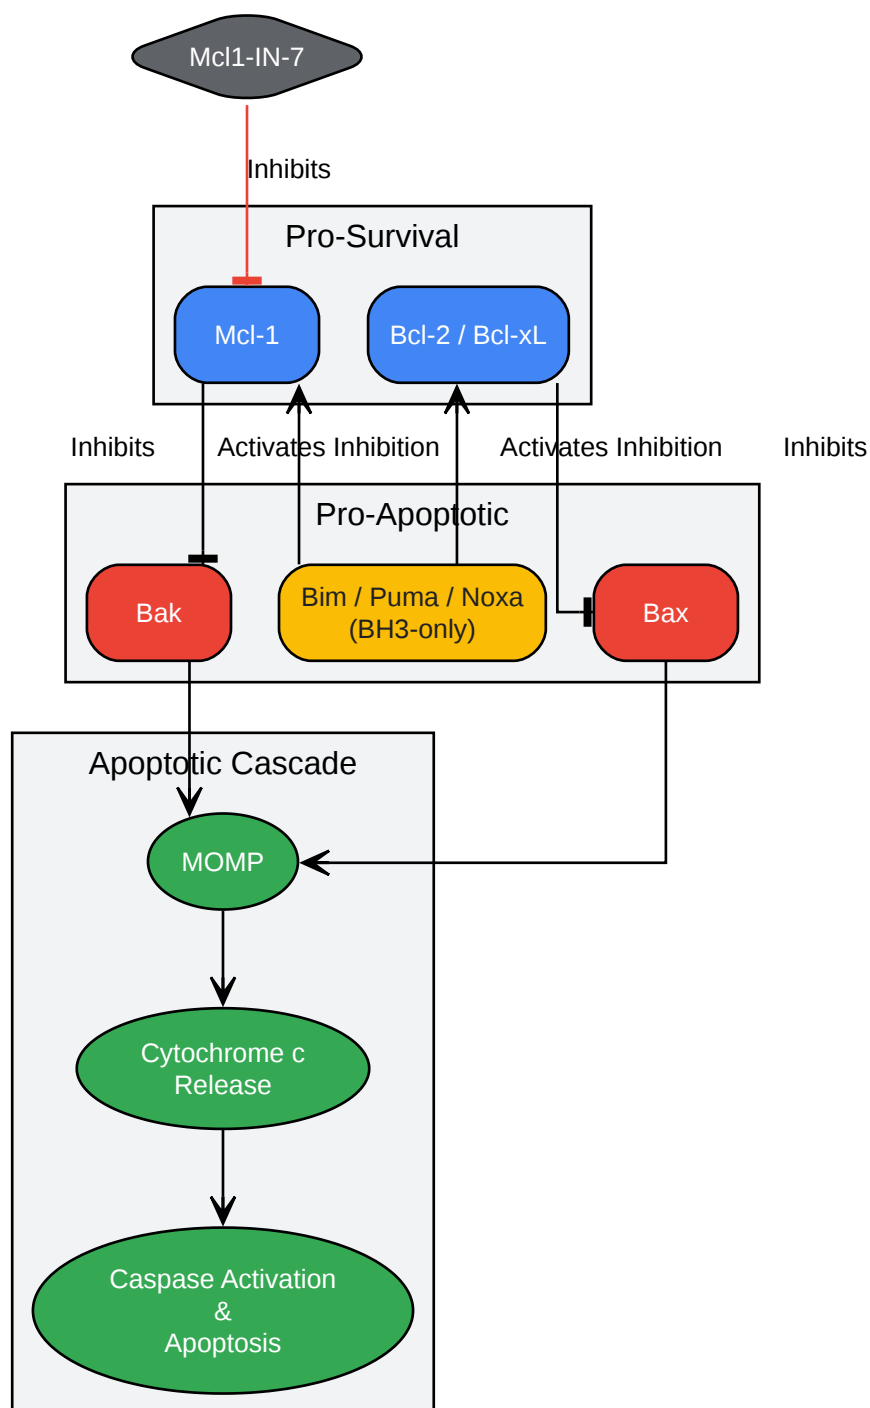 Mcl1-IN-7
Inhibits
Pro-Survival
Mcl-1
Bcl-2 / Bcl-xL
Inhibits
Activates Inhibition
Activates Inhibition
Inhibits
Pro-Apoptotic
Bak
Bim / Puma / Noxa
(BH3-only)
Bax
Apoptotic Cascade
MOMP
Cytochrome c
Release
Caspase Activation
&
Apoptosis